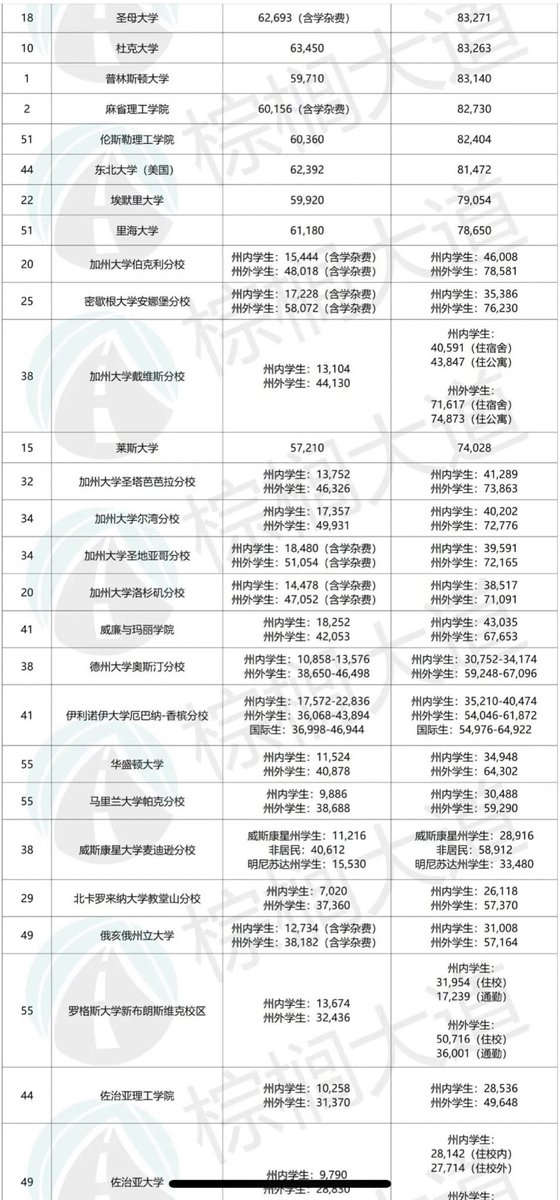 18 圣母大学 62,693（含学杂费） 83,271
10 杜克大学 63,450 83,263
1 普林斯顿大学 59,710 83,140
2 麻省理工学院 60,156（含学杂费） 82,730
51 伦斯勒理工学院 60,360 82,404
44 东北大学（美国） 62,392 81,472
22 埃默里大学 59,920 79,054
51 里海大学 61,180 78,650
20 加州大学伯克利分校 州内学生：15,444（含学杂费） 州内学生：46,008
州外学生：48,018（含学杂费） 州外学生：78,581
25 密歇根大学安娜堡分校 州内学生：17,228（含学杂费） 州内学生：35,386
州外学生：58,072（含学杂费） 州外学生：76,230
38 加州大学戴维斯分校 州内学生：13,104
州外学生：44,130
州内学生：
40,591（住宿舍）
43,847（住公寓）
州外学生：
71,617（住宿舍）
74,873（住公寓）
15 莱斯大学 57,210 74,028
32 加州大学圣塔芭芭拉分校 州内学生：13,752 州内学生：41,289
州外学生：46,326 州外学生：73,863
34 加州大学尔湾分校 州内学生：17,357 州内学生：40,202
州外学生：49,931 州外学生：72,776
34 加州大学圣地亚哥分校 州内学生：18,480（含学杂费） 州内学生：39,591
州外学生：51,054（含学杂费） 州外学生：72,165
20 加州大学洛杉矶分校 州内学生：14,478（含学杂费） 州内学生：38,517
州外学生：47,052（含学杂费） 州外学生：71,091
41 威廉与玛丽学院 州内学生：18,252 州内学生：43,035
州外学生：42,053 州外学生：67,653
38 德州大学奥斯汀分校 州内学生：10,858-13,576 州内学生：30,752-34,174
州外学生：38,650-46,498 州外学生：59,248-67,096
41 伊利诺伊大学厄巴纳-香槟分校 州内学生：17,572-22,836 州内学生：35,210-40,474
州外学生：36,068-43,894 州外学生：54,046-61,872
国际生：36,998-46,944 国际生：54,976-64,922
55 华盛顿大学 州内学生：11,524 州内学生：34,948
州外学生：40,878 州外学生：64,302
55 马里兰大学帕克分校 州内学生：9,886 州内学生：30,488
州外学生：38,688 州外学生：59,290
38 威斯康星大学麦迪逊分校 威斯康星州学生：11,216 威斯康星州学生：28,916
非居民：40,612 非居民：58,912
明尼苏达州学生：15,530 明尼苏达州学生：33,480
29 北卡罗来纳大学教堂山分校 州内学生：7,020 州内学生：26,118
州外学生：37,360 州外学生：57,370
49 俄亥俄州立大学 州内学生：12,734（含学杂费） 州内学生：31,008
州外学生：38,182（含学杂费） 州外学生：57,164
55 罗格斯大学新布朗斯维克校区 州内学生：13,674
州外学生：32,436
州内学生：
31,954（住校）
17,239（通勤）
州外学生：
50,716（住校）
36,001（通勤）
44 佐治亚理工学院 州内学生：10,258 州内学生：28,536
州外学生：31,370 州外学生：49,648
49 佐治亚大学 州内学生：9,790
州外学生：28,830
州内学生：
28,142（住校内）
27,714（住校外）
州外学生：
棕榈大道
棕榈大道
棕榈大道
棕榈大道
棕榈大道
棕榈大道